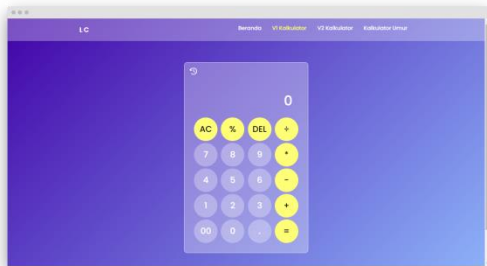 LC Beranda V1 Kalkulator V2 Kalkulator Kalkulator Umur
0
AC % DEL ÷
7 8 9 *
4 5 6 -
1 2 3 +
00 0 . =